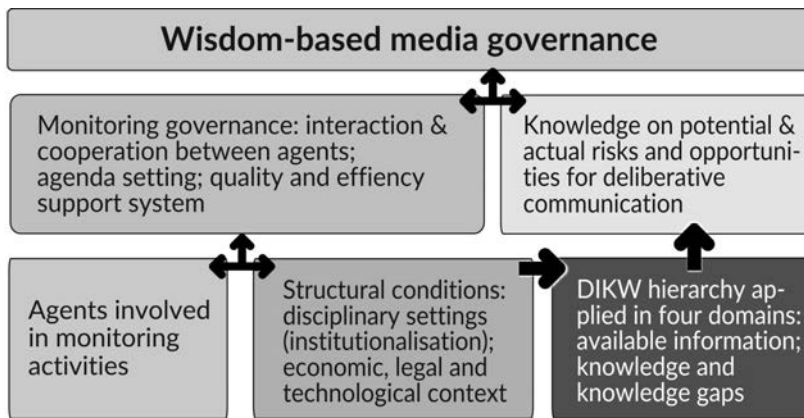 Wisdom-based media governance
Monitoring governance: interaction &
cooperation between agents;
agenda setting; quality and effiency
support system
Knowledge on potential &
actual risks and opportuni-
ties for deliberative
communication
Agents involved
in monitoring
activities
Structural conditions:
disciplinary settings
(institutionalisation);
economic, legal and
technological context
DIKW hierarchy ap-
plied in four domains:
available information;
knowledge and
knowledge gaps